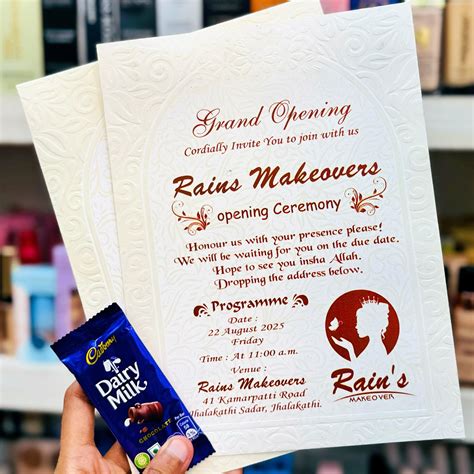 Grand Opening
Cordially Invite You to join with us
Rains Makeovers
opening Ceremony
Honour us with your presence please!
We will be waiting for you on the due date.
Hope to see you insha Allah.
Dropping the address below.
Programme
Date :
22 August 2025
Friday
Time : At 11:00 a.m.
Venue :
Rains Makeovers
41 Kamarpatti Road
Jhalakathi Sadar, Jhalakathi.
Rain's
MAKEOVER
Cadbury
Dairy
Milk
CHOCOLATE